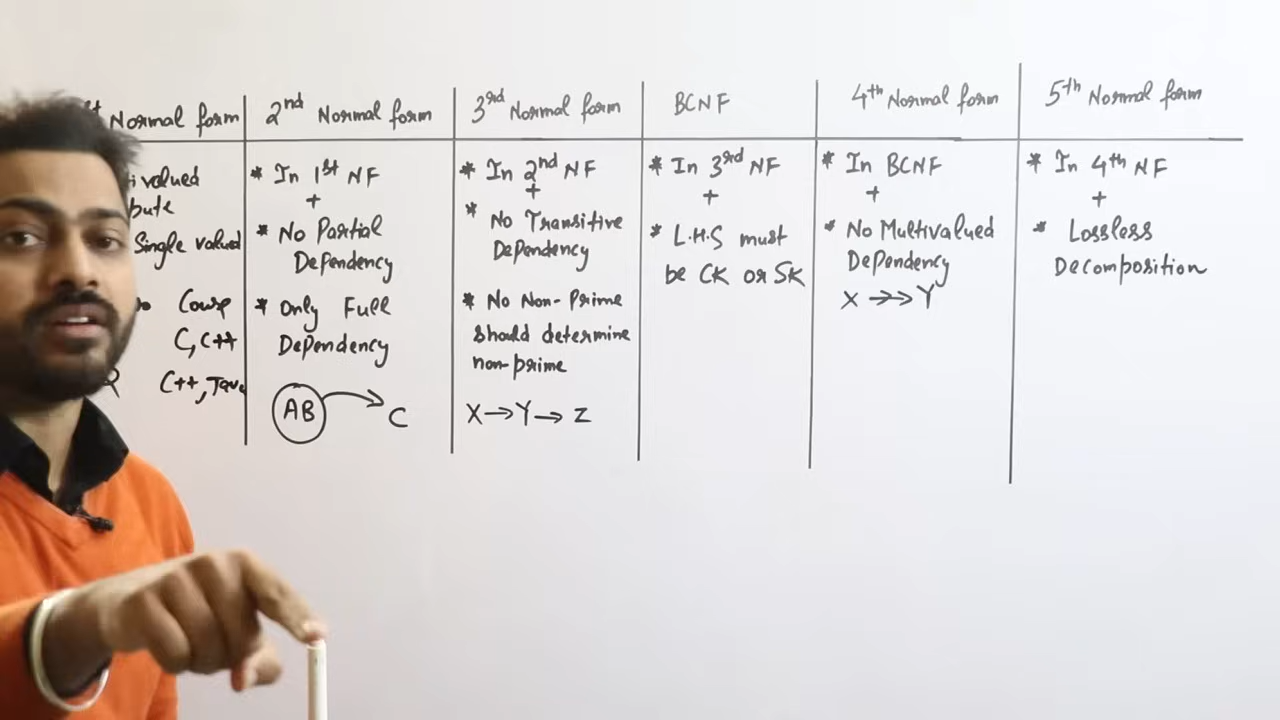 Normal form
valued
Single valued
C, C++
C++, Java
2nd Normal form
* In 1st NF
+
* No Partial
Dependency
* Only Full
Dependency
AB → C
3rd Normal form
* In 2nd NF
+
* No Transitive
Dependency
* No Non-Prime
should determine
non-prime
X → Y → Z
BCNF
* In 3rd NF
+
* L.H.S must
be CK or SK
4th Normal form
* In BCNF
+
* No Multivalued
Dependency
X →→ Y
5th Normal form
* In 4th NF
+
* Lossless
Decomposition